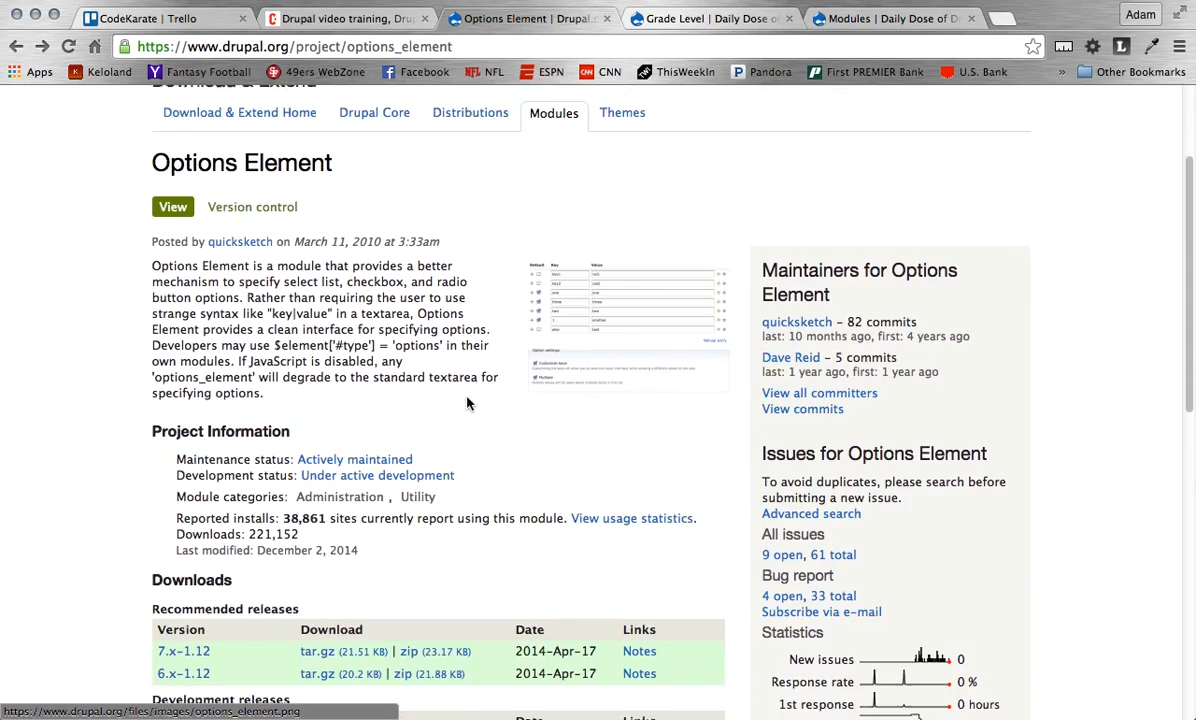 CodeKarate | Trello
Drupal video training, Dru
Options Element | Drupal.o
Grade Level | Daily Dose of
Modules | Daily Dose of D
Adam
https://www.drupal.org/project/options_element
Apps
Keloland
Fantasy Football
49ers WebZone
Facebook
NFL
ESPN
CNN
ThisWeekIn
Pandora
First PREMIER Bank
U.S. Bank
»
Other Bookmarks
Download & Extend
Download & Extend Home
Drupal Core
Distributions
Modules
Themes
Options Element
View
Version control
Posted by quicksketch on March 11, 2010 at 3:33am
Options Element is a module that provides a better
mechanism to specify select list, checkbox, and radio
button options. Rather than requiring the user to use
strange syntax like "key|value" in a textarea, Options
Element provides a clean interface for specifying options.
Developers may use $element['#type'] = 'options' in their
own modules. If JavaScript is disabled, any
'options_element' will degrade to the standard textarea for
specifying options.
Default Key Value
Manual entry
Customize keys
Multiple
Project Information
Maintenance status: Actively maintained
Development status: Under active development
Module categories: Administration , Utility
Reported installs: 38,861 sites currently report using this module. View usage statistics.
Downloads: 221,152
Last modified: December 2, 2014
Downloads
Recommended releases
Version Download Date Links
7.x-1.12 tar.gz (21.51 KB) | zip (23.17 KB) 2014-Apr-17 Notes
6.x-1.12 tar.gz (20.2 KB) | zip (21.88 KB) 2014-Apr-17 Notes
Development releases
Maintainers for Options
Element
quicksketch – 82 commits
last: 10 months ago, first: 4 years ago
Dave Reid – 5 commits
last: 1 year ago, first: 1 year ago
View all committers
View commits
Issues for Options Element
To avoid duplicates, please search before
submitting a new issue.
Advanced search
All issues
9 open, 61 total
Bug report
4 open, 33 total
Subscribe via e-mail
Statistics
New issues 0
Response rate 0 %
1st response 0 hours
https://www.drupal.org/files/images/options_element.png